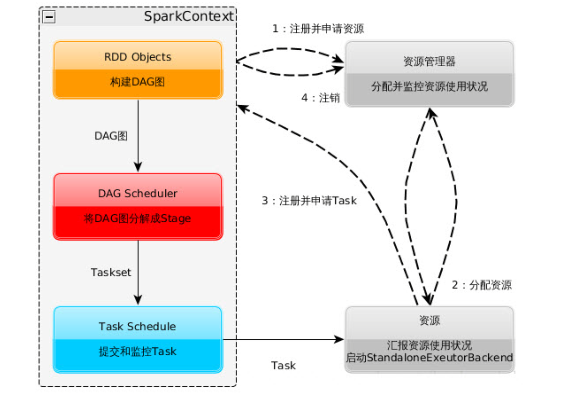 SparkContext
RDD Objects
构建DAG图
DAG图
DAG Scheduler
将DAG图分解成Stage
Taskset
Task Schedule
提交和监控Task
Task
1：注册并申请资源
4：注销
资源管理器
分配并监控资源使用状况
3：注册并申请Task
2：分配资源
资源
汇报资源使用状况
启动StandaloneExeutorBackend